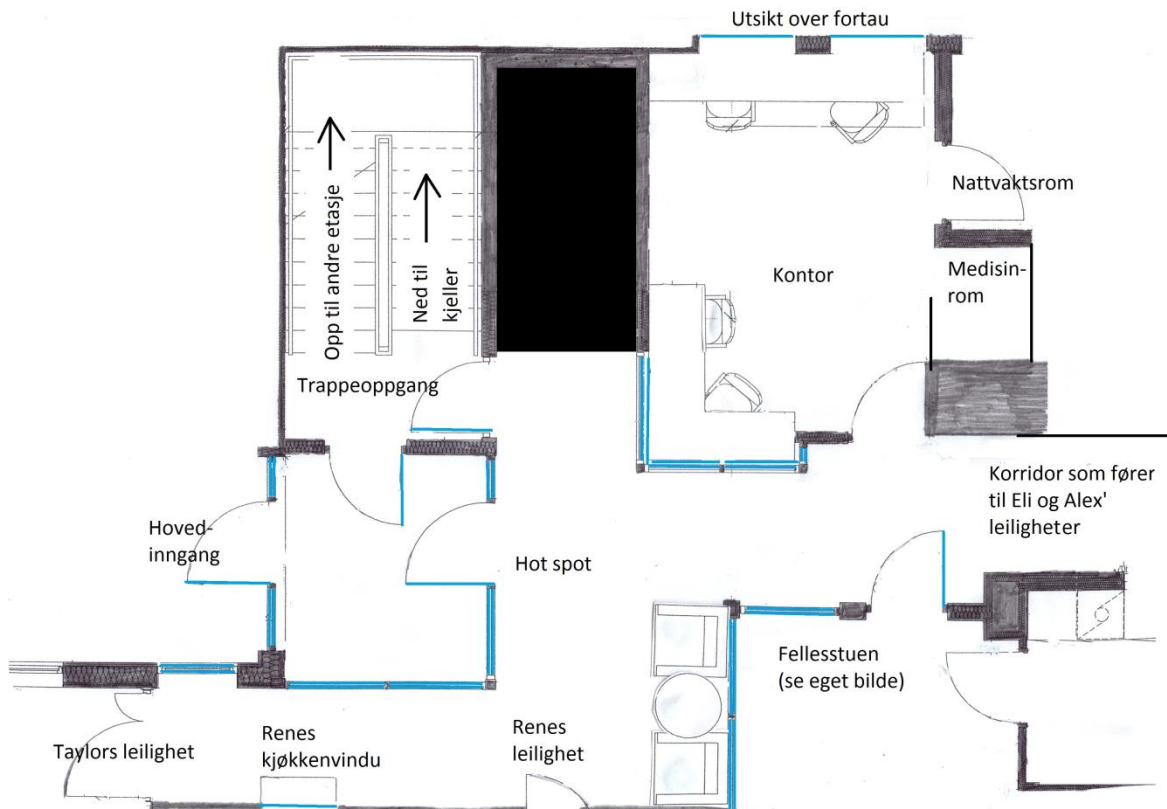 Utsikt over fortau
Opp til andre etasje
Ned til
kjeller
Nattvaktsrom
Kontor
Medisin-
rom
Trappeoppgang
Hoved-
inngang
Hot spot
Korridor som fører
til Eli og Alex'
leiligheter
Fellesstuen
(se eget bilde)
Taylors leilighet
Renes
kjøkkenvindu
Renes
leilighet